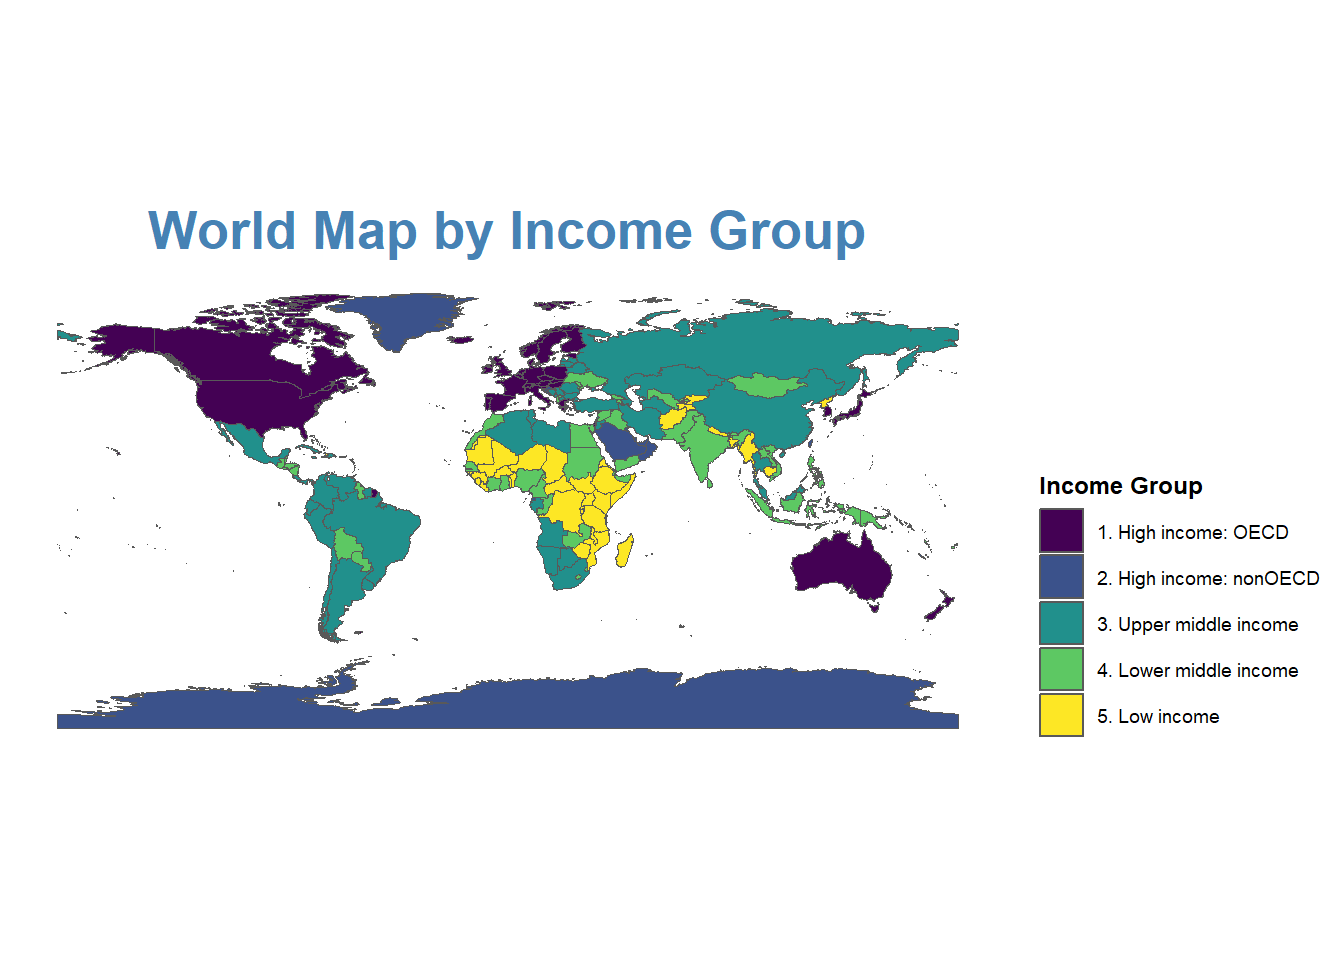 World Map by Income Group
Income Group
1. High income: OECD
2. High income: nonOECD
3. Upper middle income
4. Lower middle income
5. Low income